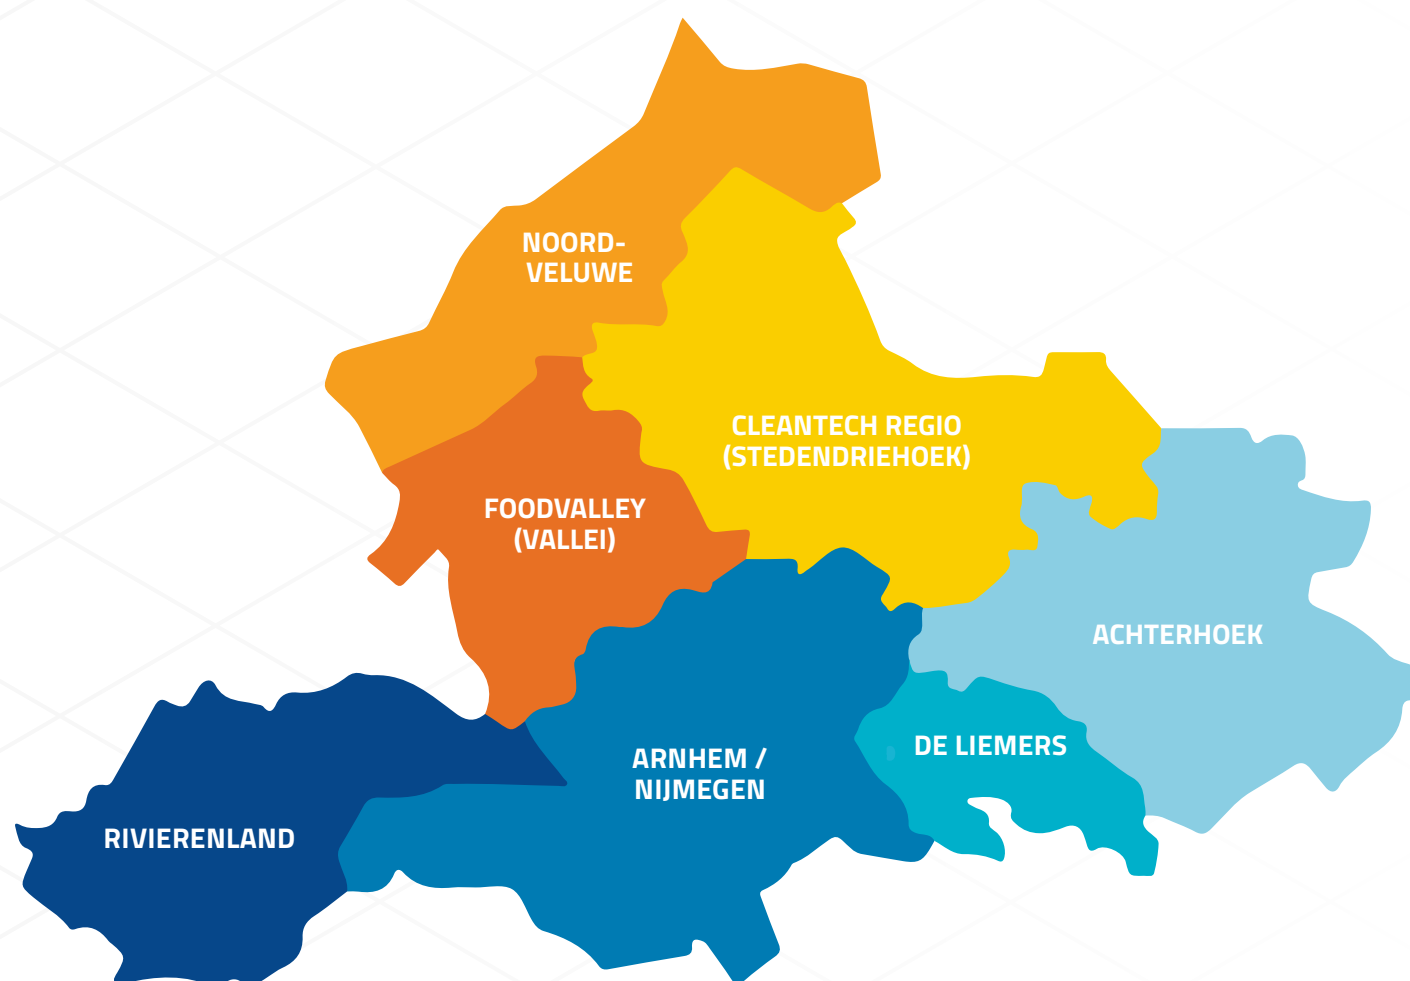 NOORD-
VELUWE
CLEANTECH REGIO
(STEDENDRIEHOEK)
FOODVALLEY
(VALLEI)
ACHTERHOEK
DE LIEMERS
ARNHEM /
NIJMEGEN
RIVIERENLAND